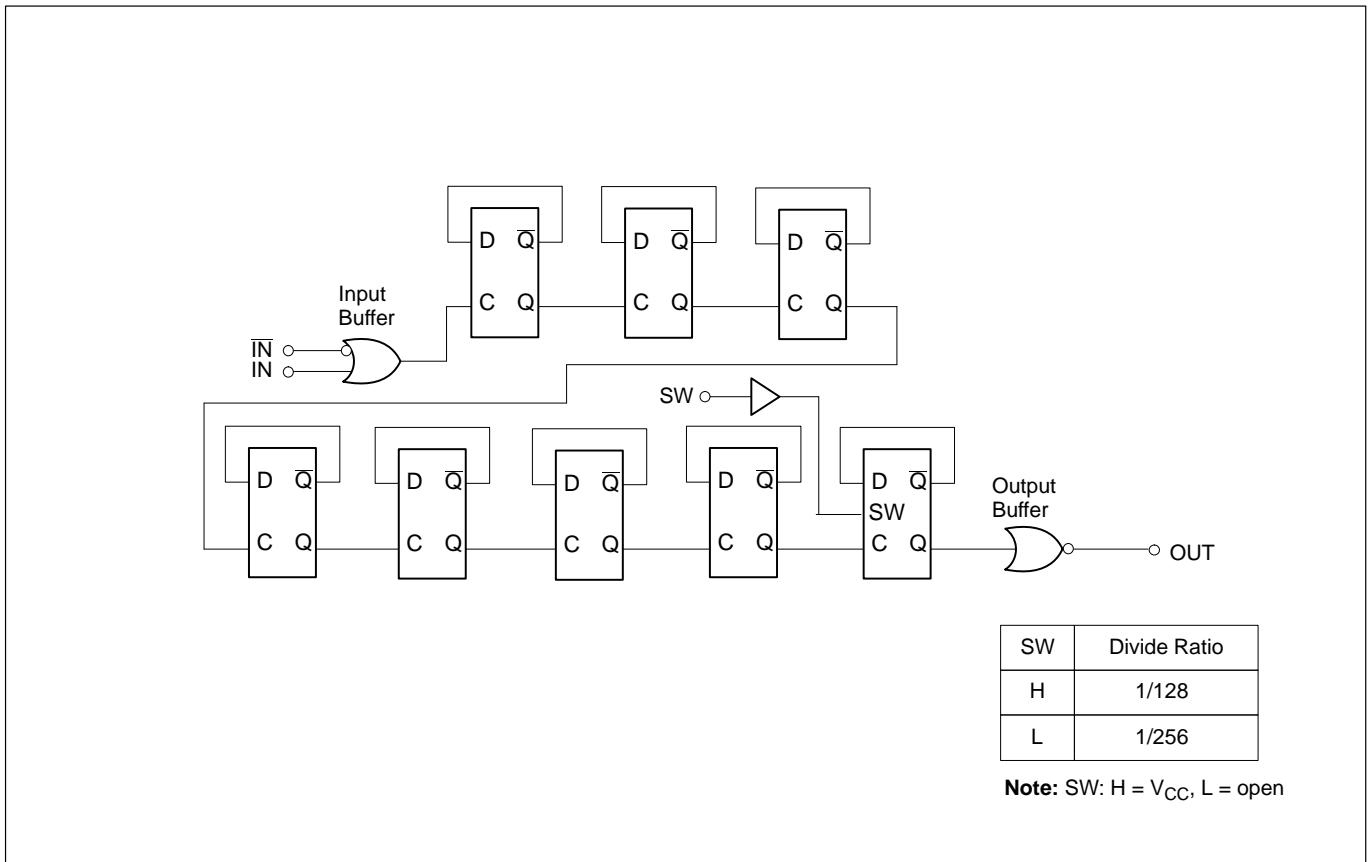 D Q̅
D Q̅
D Q̅
C Q
C Q
C Q
Input
Buffer
I̅N̅
IN
SW
D Q̅
D Q̅
D Q̅
D Q̅
D Q̅
SW
C Q
C Q
C Q
C Q
C Q
Output
Buffer
OUT
SW Divide Ratio
H 1/128
L 1/256
Note: SW: H = VCC, L = open